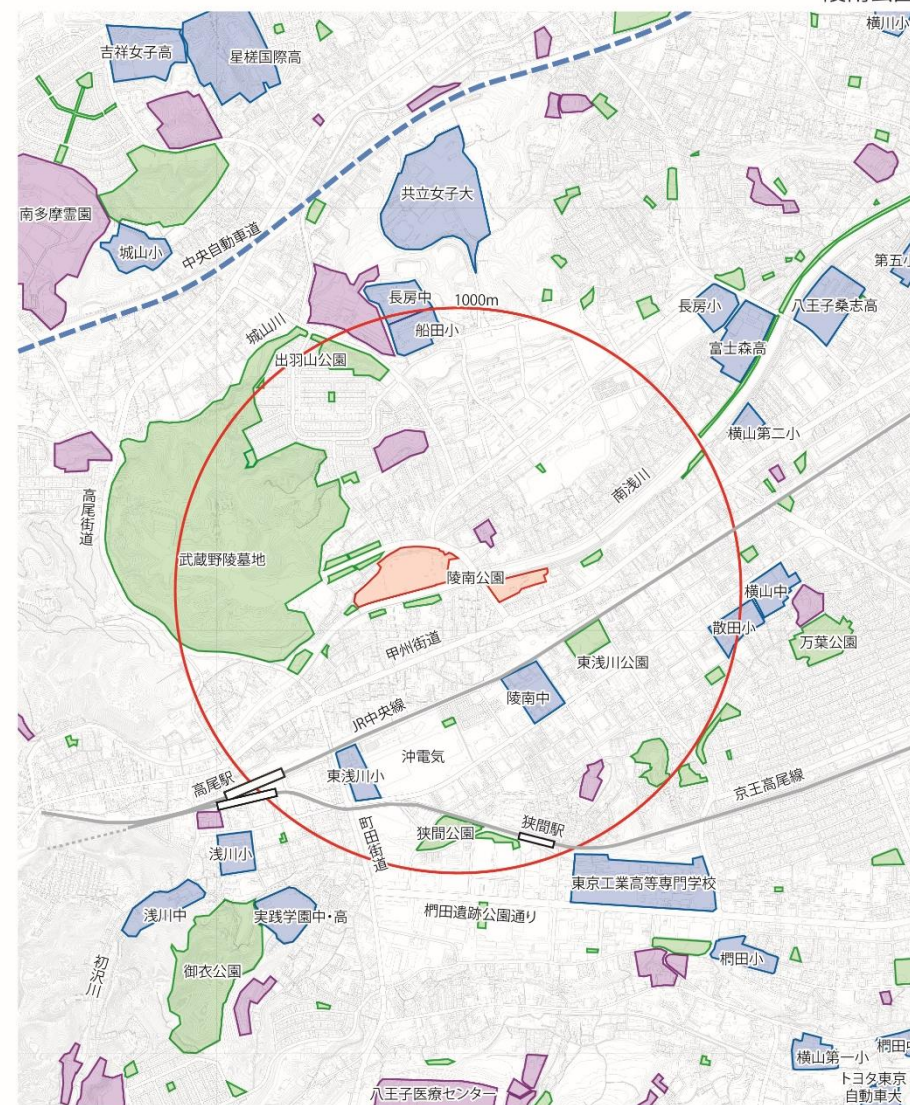 横川小
吉祥女子高
星槎国際高
共立女子大
南多摩霊園
城山小
中央自動車道
長房中
1000m
船田小
長房小
八王子桑志高
富士森高
城山川
出羽山公園
横山第二小
南浅川
高尾街道
武蔵野陵墓地
陵南公園
横山中
散田小
万葉公園
甲州街道
東浅川公園
陵南中
JR中央線
沖電気
高尾駅
東浅川小
京王高尾線
町田街道
狭間公園
狭間駅
浅川小
東京工業高等専門学校
浅川中
実践学園中・高
椚田遺跡公園通り
御衣公園
初沢川
椚田小
横山第一小
八王子医療センター
トヨタ東京
自動車大